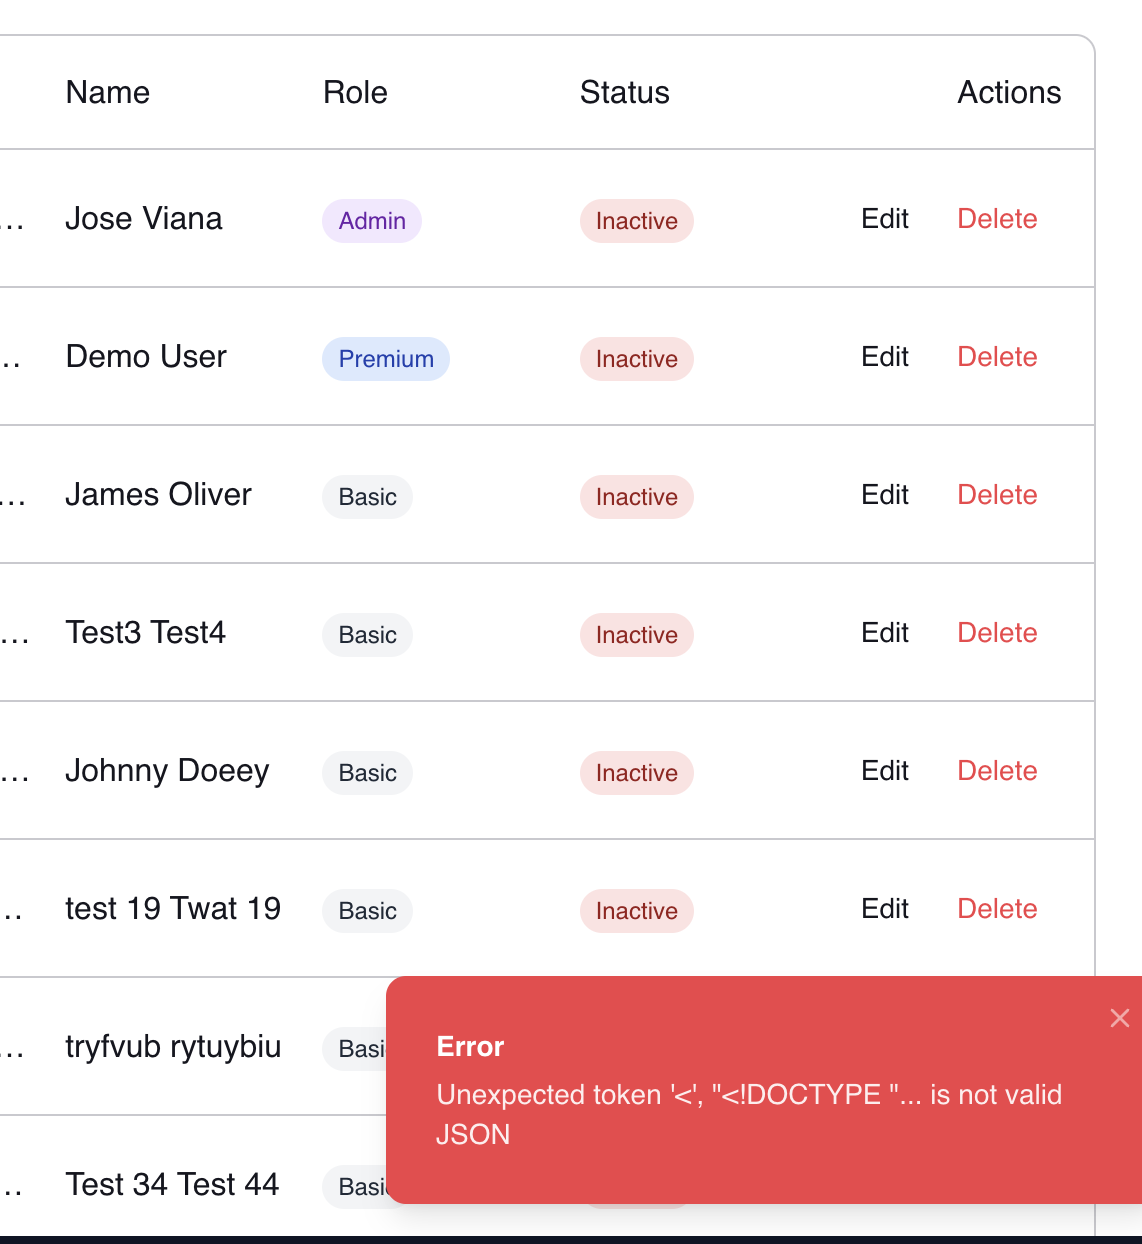 Name Role Status Actions
... Jose Viana Admin Inactive Edit Delete
.. Demo User Premium Inactive Edit Delete
... James Oliver Basic Inactive Edit Delete
... Test3 Test4 Basic Inactive Edit Delete
... Johnny Doeey Basic Inactive Edit Delete
.. test 19 Twat 19 Basic Inactive Edit Delete
... tryfvub rytuybiu Basi
.. Test 34 Test 44 Basi
Error
Unexpected token '<', "<!DOCTYPE "... is not valid
JSON